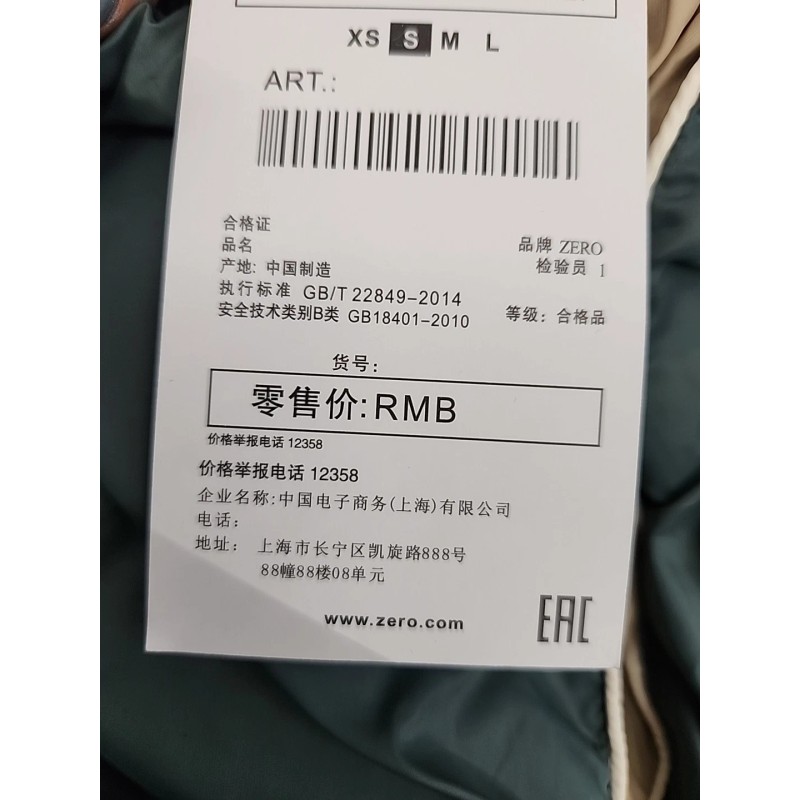 XS S M L
ART.:
合格证
品名 品牌 ZERO
产地: 中国制造 检验员 1
执行标准 GB/T 22849-2014
安全技术类别B类 GB18401-2010 等级: 合格品
货号:
零售价:RMB
价格举报电话 12358
价格举报电话 12358
企业名称:中国电子商务(上海)有限公司
电话:
地址: 上海市长宁区凯旋路888号
88幢88楼08单元
www.zero.com
EAC